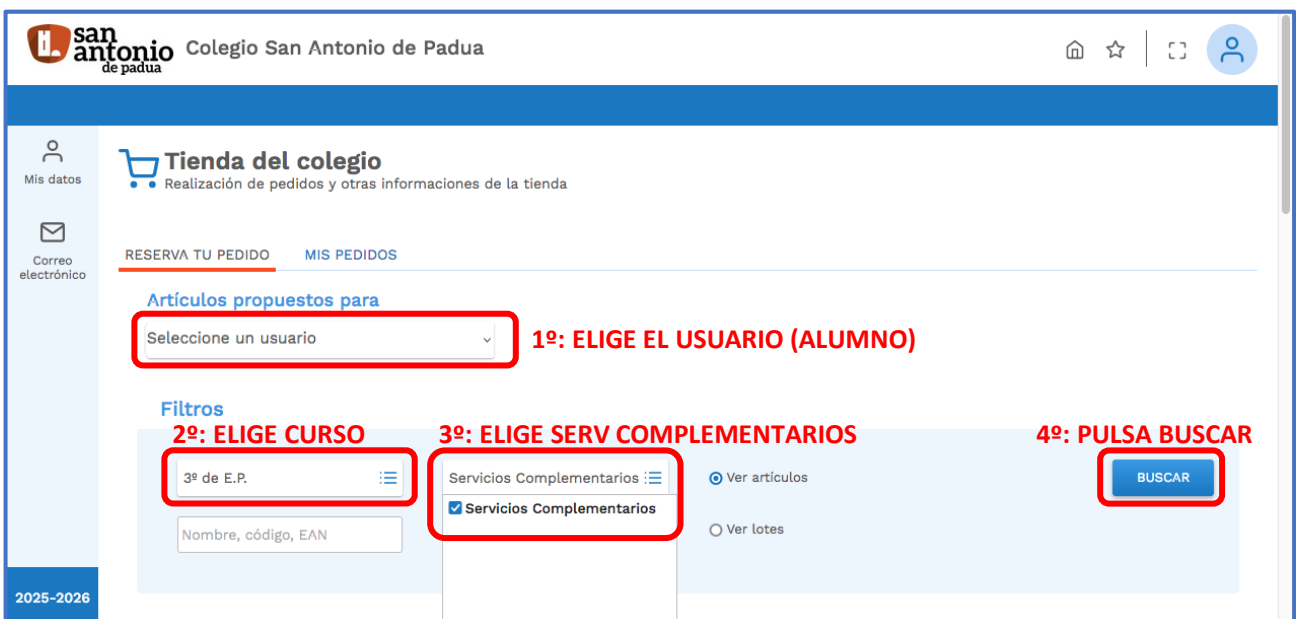 san
antonio
de padua
Colegio San Antonio de Padua
Mis datos
Correo
electrónico
2025-2026
Tienda del colegio
Realización de pedidos y otras informaciones de la tienda
RESERVA TU PEDIDO MIS PEDIDOS
Artículos propuestos para
Seleccione un usuario
1º: ELIGE EL USUARIO (ALUMNO)
Filtros
2º: ELIGE CURSO 3º: ELIGE SERV COMPLEMENTARIOS 4º: PULSA BUSCAR
3º de E.P. Servicios Complementarios Ver artículos BUSCAR
Servicios Complementarios
Nombre, código, EAN Ver lotes